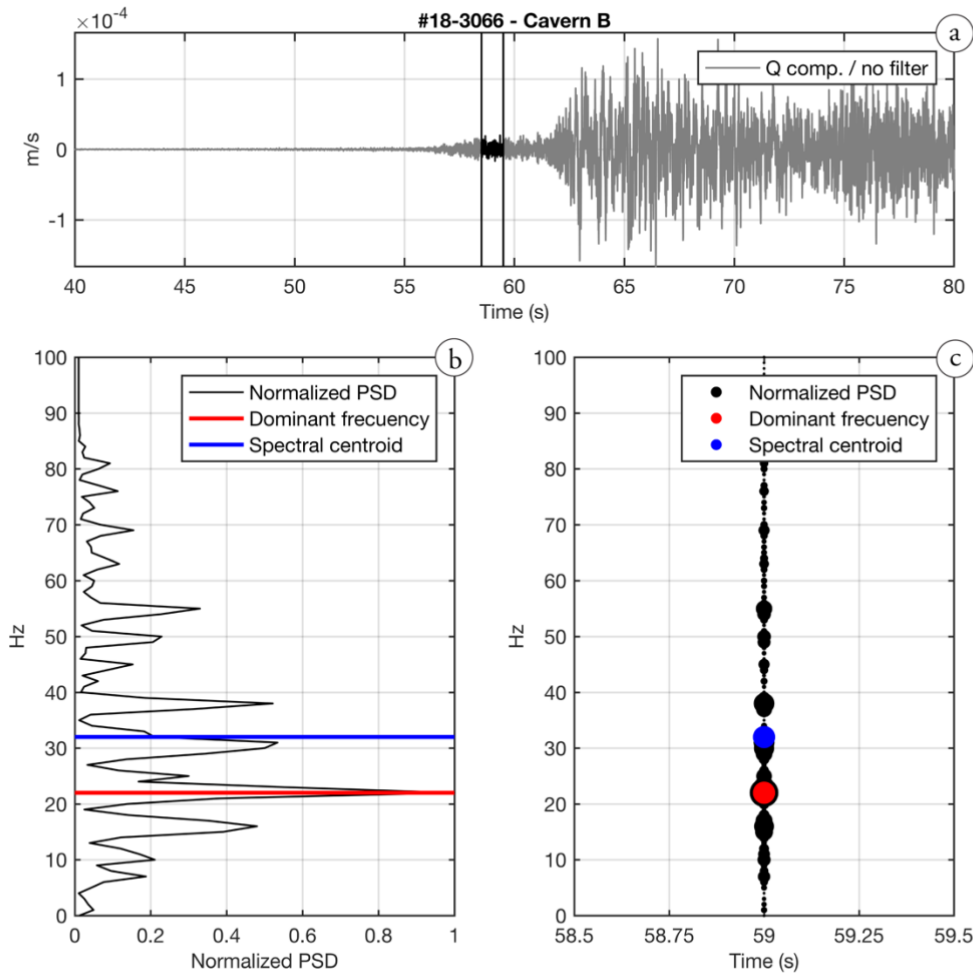 #18-3066 - Cavern B
×10⁻⁴
a
Q comp. / no filter
1
0
-1
m/s
40 45 50 55 60 65 70 75 80
Time (s)
b
100
90
80
70
60
50
40
30
20
10
0
Hz
Normalized PSD
Dominant frecuency
Spectral centroid
0 0.2 0.4 0.6 0.8 1
Normalized PSD
c
100
90
80
70
60
50
40
30
20
10
0
Hz
Normalized PSD
Dominant frecuency
Spectral centroid
58.5 58.75 59 59.25 59.5
Time (s)